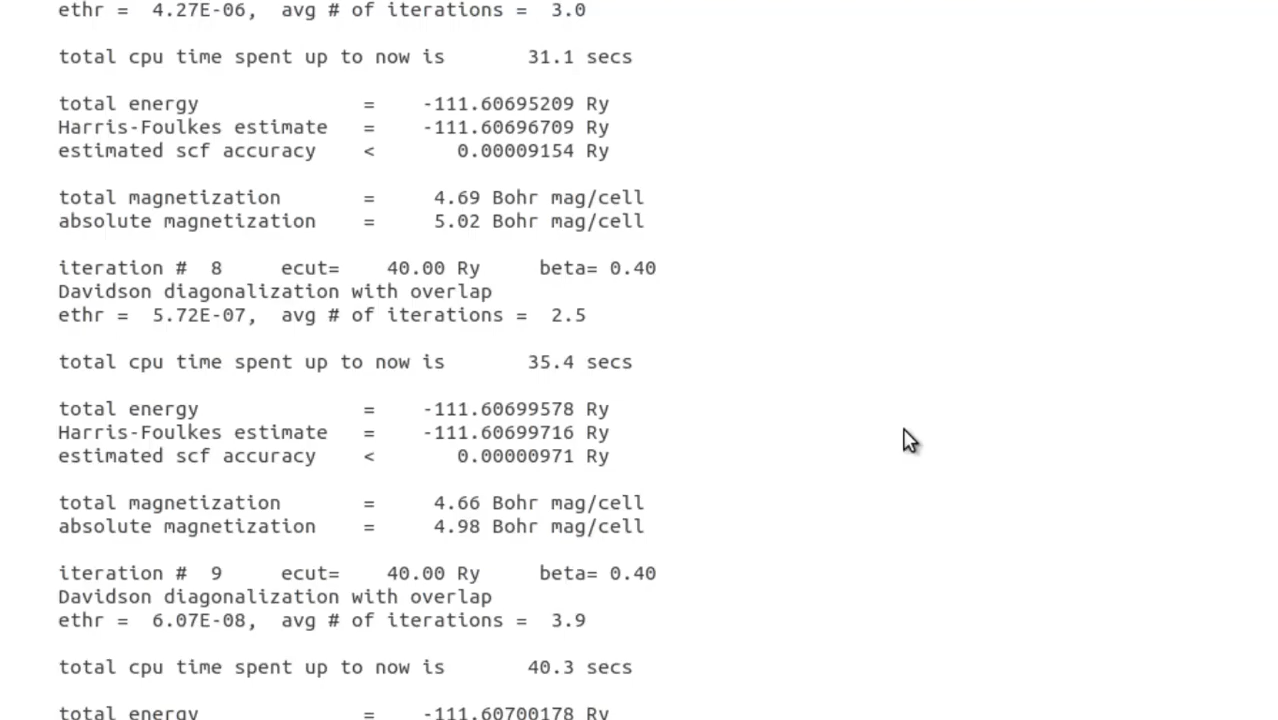 ethr =  4.27E-06,  avg # of iterations =  3.0
total cpu time spent up to now is       31.1 secs
total energy              =    -111.60695209 Ry
Harris-Foulkes estimate   =    -111.60696709 Ry
estimated scf accuracy    <       0.00009154 Ry
total magnetization       =     4.69 Bohr mag/cell
absolute magnetization    =     5.02 Bohr mag/cell
iteration #  8     ecut=    40.00 Ry     beta= 0.40
Davidson diagonalization with overlap
ethr =  5.72E-07,  avg # of iterations =  2.5
total cpu time spent up to now is       35.4 secs
total energy              =    -111.60699578 Ry
Harris-Foulkes estimate   =    -111.60699716 Ry
estimated scf accuracy    <       0.00000971 Ry
total magnetization       =     4.66 Bohr mag/cell
absolute magnetization    =     4.98 Bohr mag/cell
iteration #  9     ecut=    40.00 Ry     beta= 0.40
Davidson diagonalization with overlap
ethr =  6.07E-08,  avg # of iterations =  3.9
total cpu time spent up to now is       40.3 secs
total energy              =    -111.60700178 Ry